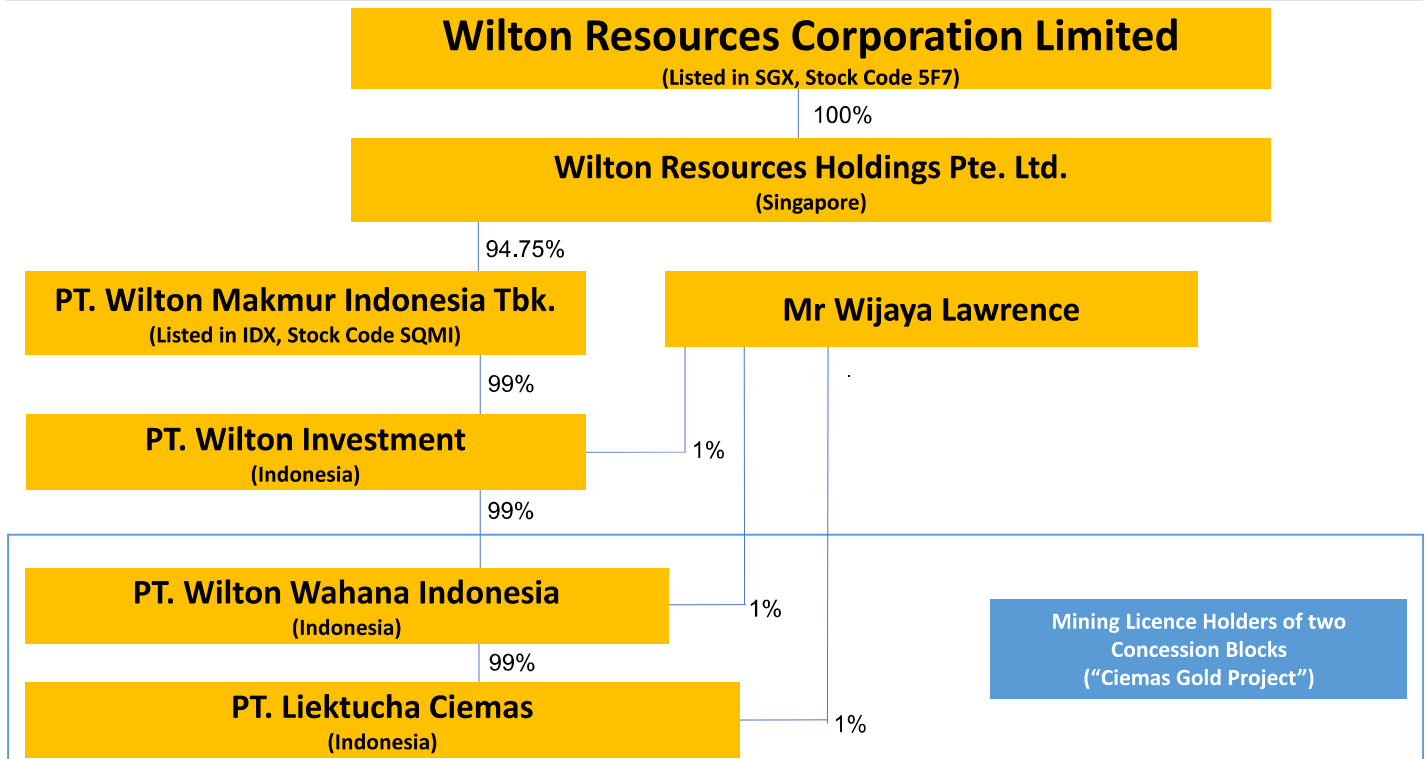 Wilton Resources Corporation Limited
(Listed in SGX, Stock Code 5F7)
100%
Wilton Resources Holdings Pte. Ltd.
(Singapore)
94.75%
PT. Wilton Makmur Indonesia Tbk.
(Listed in IDX, Stock Code SQMI)
Mr Wijaya Lawrence
99%
PT. Wilton Investment
(Indonesia)
1%
99%
PT. Wilton Wahana Indonesia
(Indonesia)
1%
Mining Licence Holders of two
Concession Blocks
(“Ciemas Gold Project”)
99%
PT. Liektucha Ciemas
(Indonesia)
1%